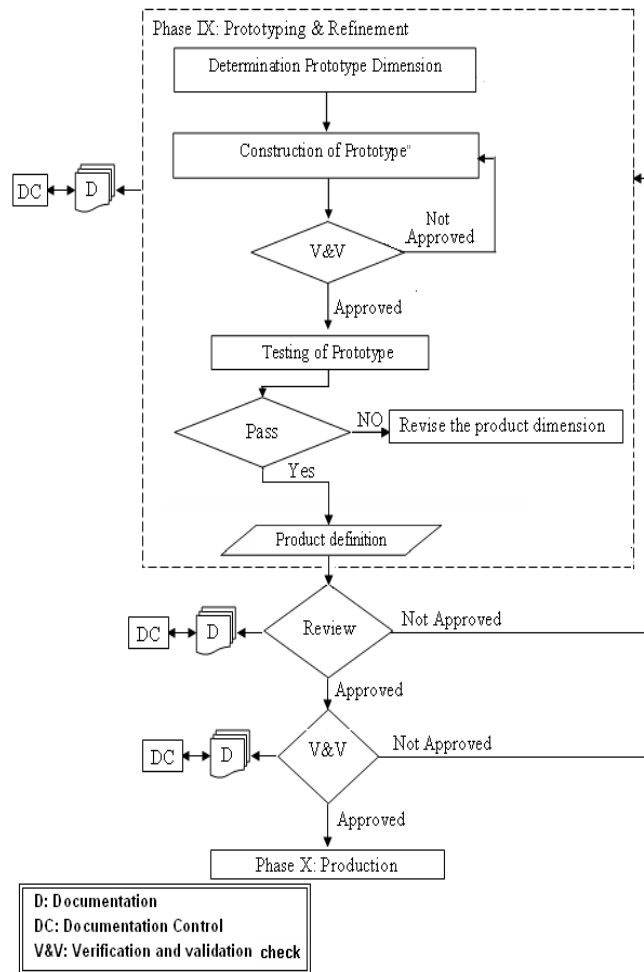 Phase IX: Prototyping & Refinement
Determination Prototype Dimension
Construction of Prototype"
DC
D
Not
Approved
V&V
Approved
Testing of Prototype
Pass
NO
Revise the product dimension
Yes
Product definition
DC
D
Review
Not Approved
Approved
DC
D
V&V
Not Approved
Approved
Phase X: Production
D: Documentation
DC: Documentation Control
V&V: Verification and validation check